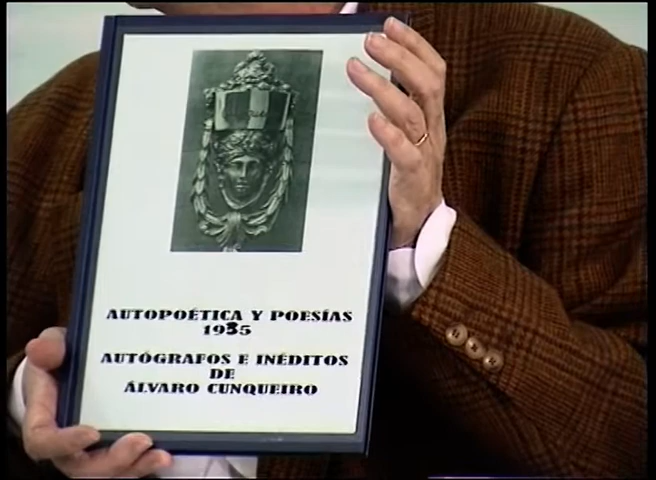 AUTOPOÉTICA Y POESÍAS
1935
AUTÓGRAFOS E INÉDITOS
DE
ÁLVARO CUNQUEIRO